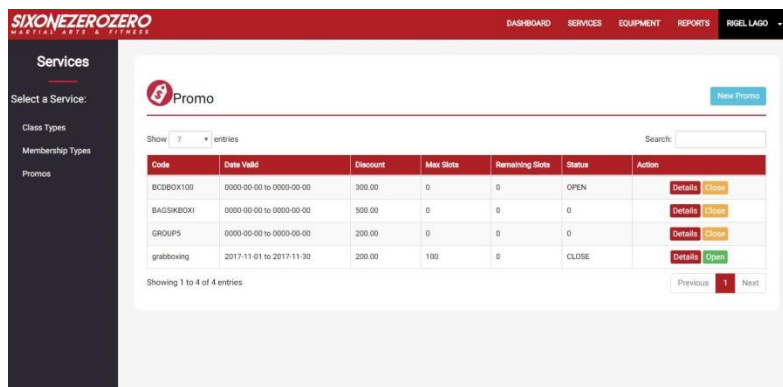 SIXONEZEROZERO
MARTIAL ARTS & FITNESS
DASHBOARD SERVICES EQUIPMENT REPORTS RIGEL LAGO
Services
Select a Service:
Class Types
Membership Types
Promos
Promo
New Promo
Show 7 entries
Search:
Code Date Valid Discount Max Slots Remaining Slots Status Action
BCDBOX100 0000-00-00 to 0000-00-00 300.00 0 0 OPEN Details Close
BAGSIKBOXI 0000-00-00 to 0000-00-00 500.00 0 0 0 Details Close
GROUP5 0000-00-00 to 0000-00-00 200.00 0 0 0 Details Close
grabboxing 2017-11-01 to 2017-11-30 200.00 100 0 CLOSE Details Open
Showing 1 to 4 of 4 entries
Previous 1 Next